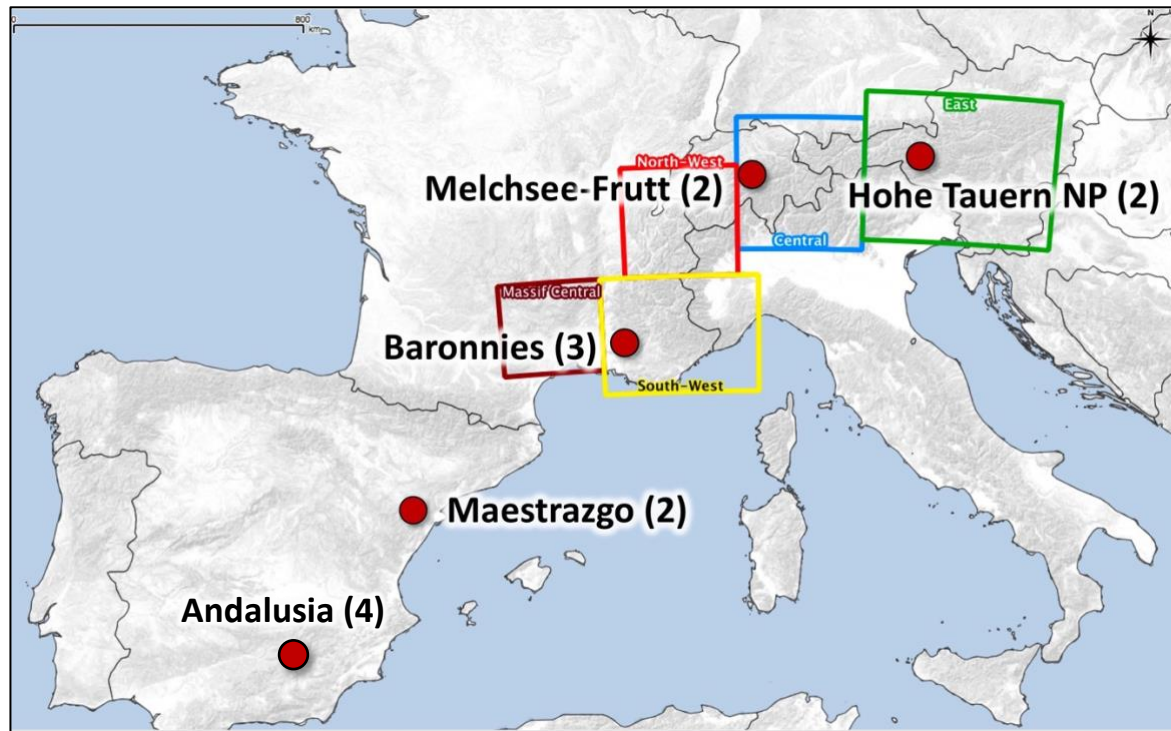 0
800
km
N
East
North-West
Melchsee-Frutt (2)
Hohe Tauern NP (2)
Central
Massif Central
Baronnies (3)
South-West
Maestrazgo (2)
Andalusia (4)